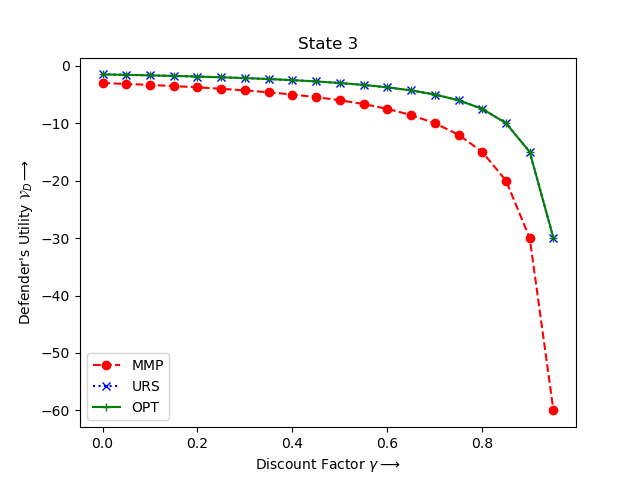 State 3
Defender's Utility 𝒱_D ⟶
0
−10
−20
−30
−40
−50
−60
MMP
URS
OPT
0.0 0.2 0.4 0.6 0.8
Discount Factor γ ⟶